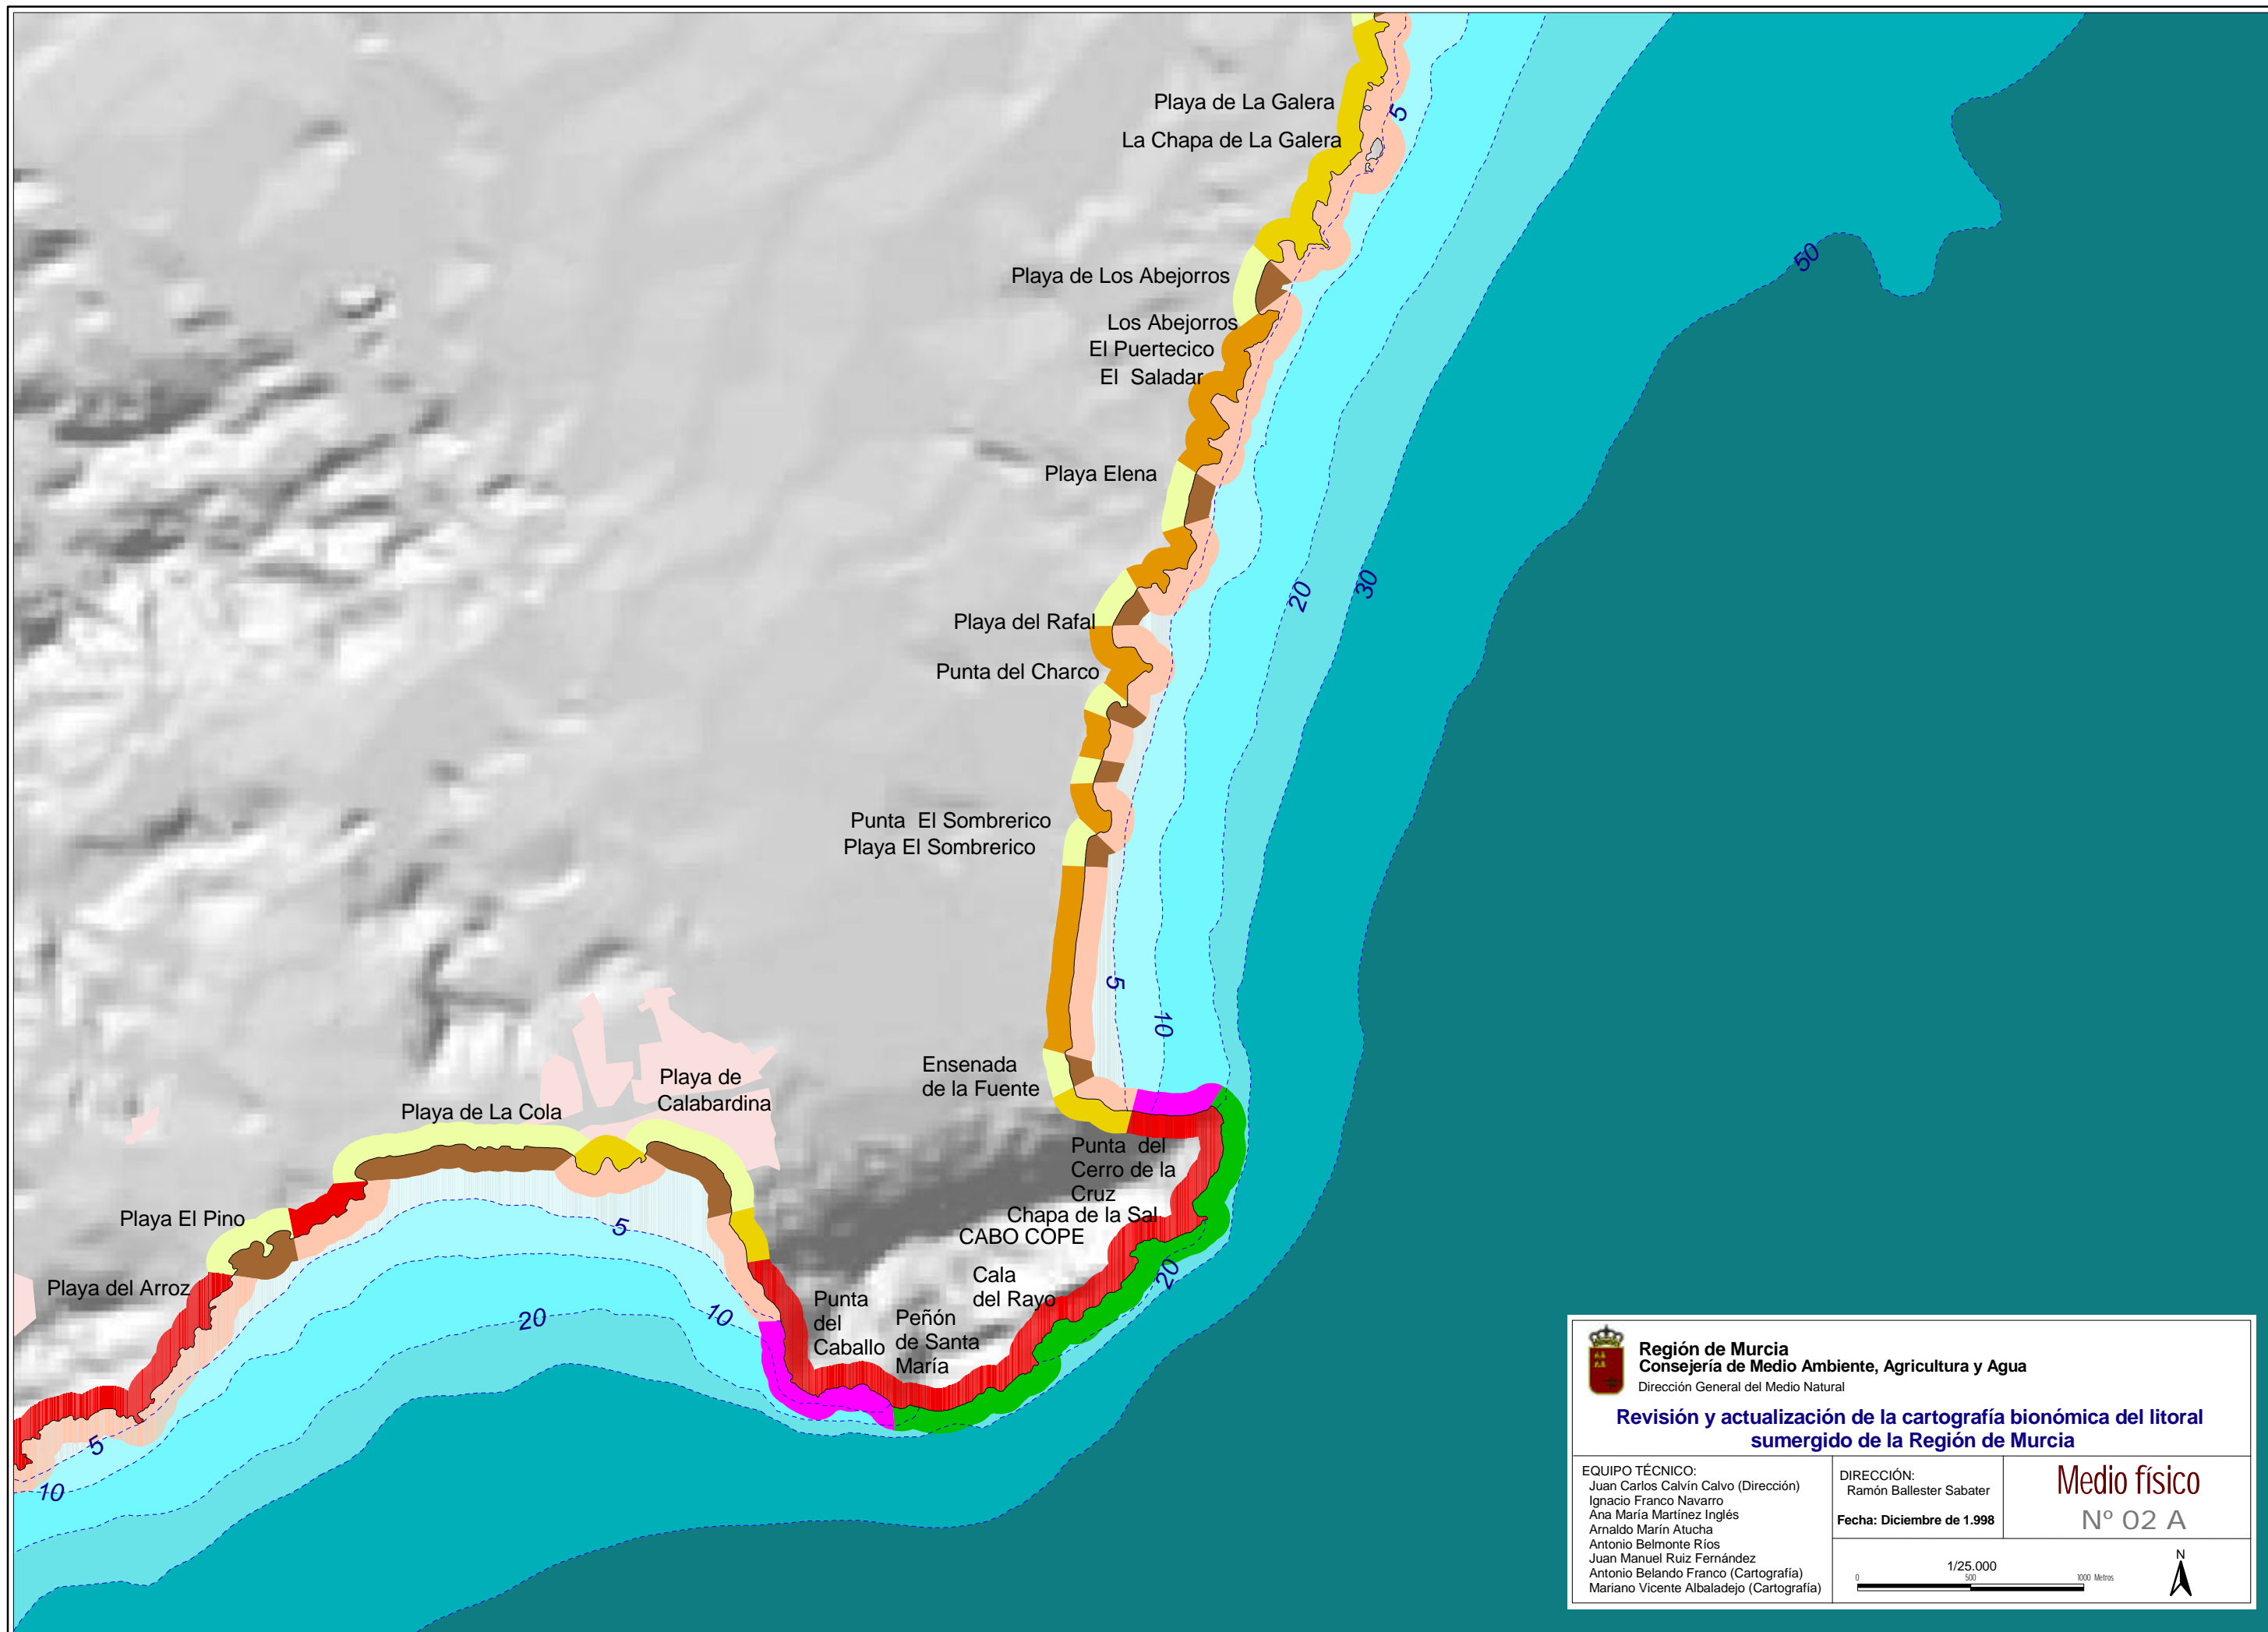 Playa de La Galera
5
La Chapa de La Galera
50
Playa de Los Abejorros
Los Abejorros
El Puertecico
El Saladar
Playa Elena
20
30
Playa del Rafal
Punta del Charco
Punta El Sombrerico
Playa El Sombrerico
5
10
Ensenada
de la Fuente
Playa de
Calabardina
Playa de La Cola
Punta del
Cerro de la
Cruz
Chapa de la Sal
CABO COPE
Playa El Pino
5
Cala
del Rayo
20
Playa del Arroz
Punta
del
Caballo
Peñón
de Santa
María
10
20
5
10
Región de Murcia
Consejería de Medio Ambiente, Agricultura y Agua
Dirección General del Medio Natural
Revisión y actualización de la cartografía bionómica del litoral
sumergido de la Región de Murcia
EQUIPO TÉCNICO:
Juan Carlos Calvín Calvo (Dirección)
Ignacio Franco Navarro
Ana María Martínez Inglés
Arnaldo Marín Atucha
Antonio Belmonte Ríos
Juan Manuel Ruiz Fernández
Antonio Belando Franco (Cartografía)
Mariano Vicente Albaladejo (Cartografía)
DIRECCIÓN:
Ramón Ballester Sabater
Fecha: Diciembre de 1.998
Medio físico
Nº 02 A
1/25.000
0 500 1000 Metros
N